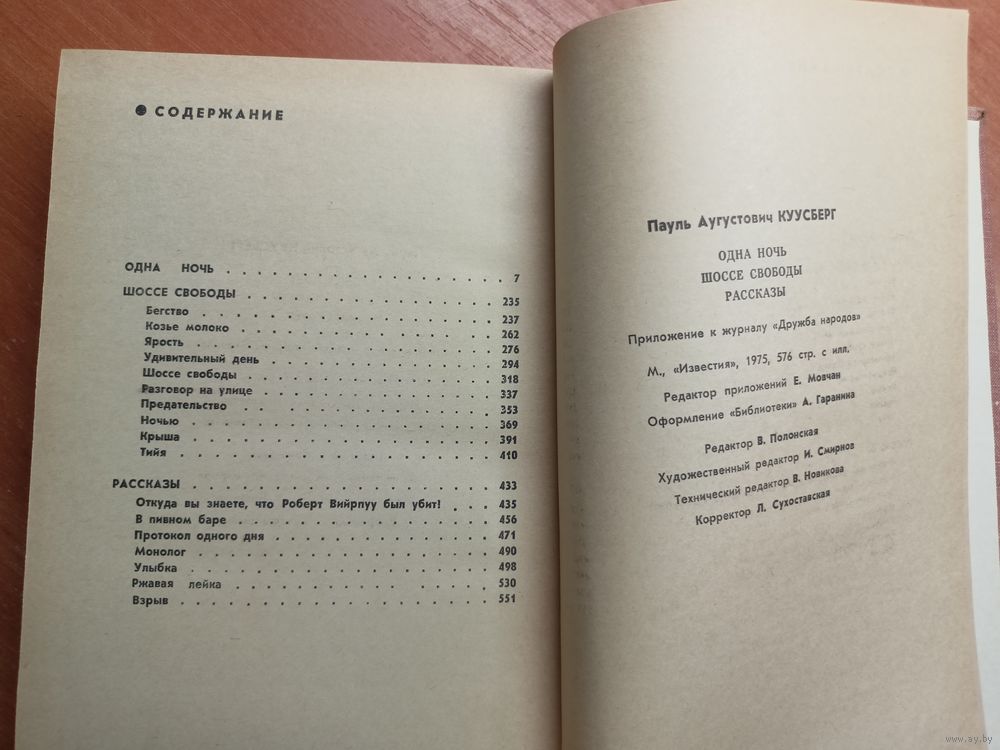 СОДЕРЖАНИЕ
ОДНА НОЧЬ . . . . . . . . . . . . . . . . . . 7
ШОССЕ СВОБОДЫ . . . . . . . . . . . . . . . . 235
Бегство . . . . . . . . . . . . . . . . . . 237
Козье молоко . . . . . . . . . . . . . . . . 262
Ярость . . . . . . . . . . . . . . . . . . 276
Удивительный день . . . . . . . . . . . . . . 294
Шоссе свободы . . . . . . . . . . . . . . . 318
Разговор на улице . . . . . . . . . . . . . . 337
Предательство . . . . . . . . . . . . . . . 353
Ночью . . . . . . . . . . . . . . . . . . 369
Крыша . . . . . . . . . . . . . . . . . . 391
Тийя . . . . . . . . . . . . . . . . . . 410
РАССКАЗЫ . . . . . . . . . . . . . . . . . . 433
Откуда вы знаете, что Роберт Вийрпуу был убит! . . . 435
В пивном баре . . . . . . . . . . . . . . . 456
Протокол одного дня . . . . . . . . . . . . . 471
Монолог . . . . . . . . . . . . . . . . . . 490
Улыбка . . . . . . . . . . . . . . . . . . 498
Ржавая лейка . . . . . . . . . . . . . . . . 530
Взрыв . . . . . . . . . . . . . . . . . . 551
Пауль Аугустович КУУСБЕРГ
ОДНА НОЧЬ
ШОССЕ СВОБОДЫ
РАССКАЗЫ
Приложение к журналу «Дружба народов»
М., «Известия», 1975, 576 стр. с илл.
Редактор приложений Е. Мовчан
Оформление «Библиотеки» А. Гаранина
Редактор В. Полонская
Художественный редактор И. Смирнов
Технический редактор В. Новикова
Корректор Л. Сухоставская
www.ay.by